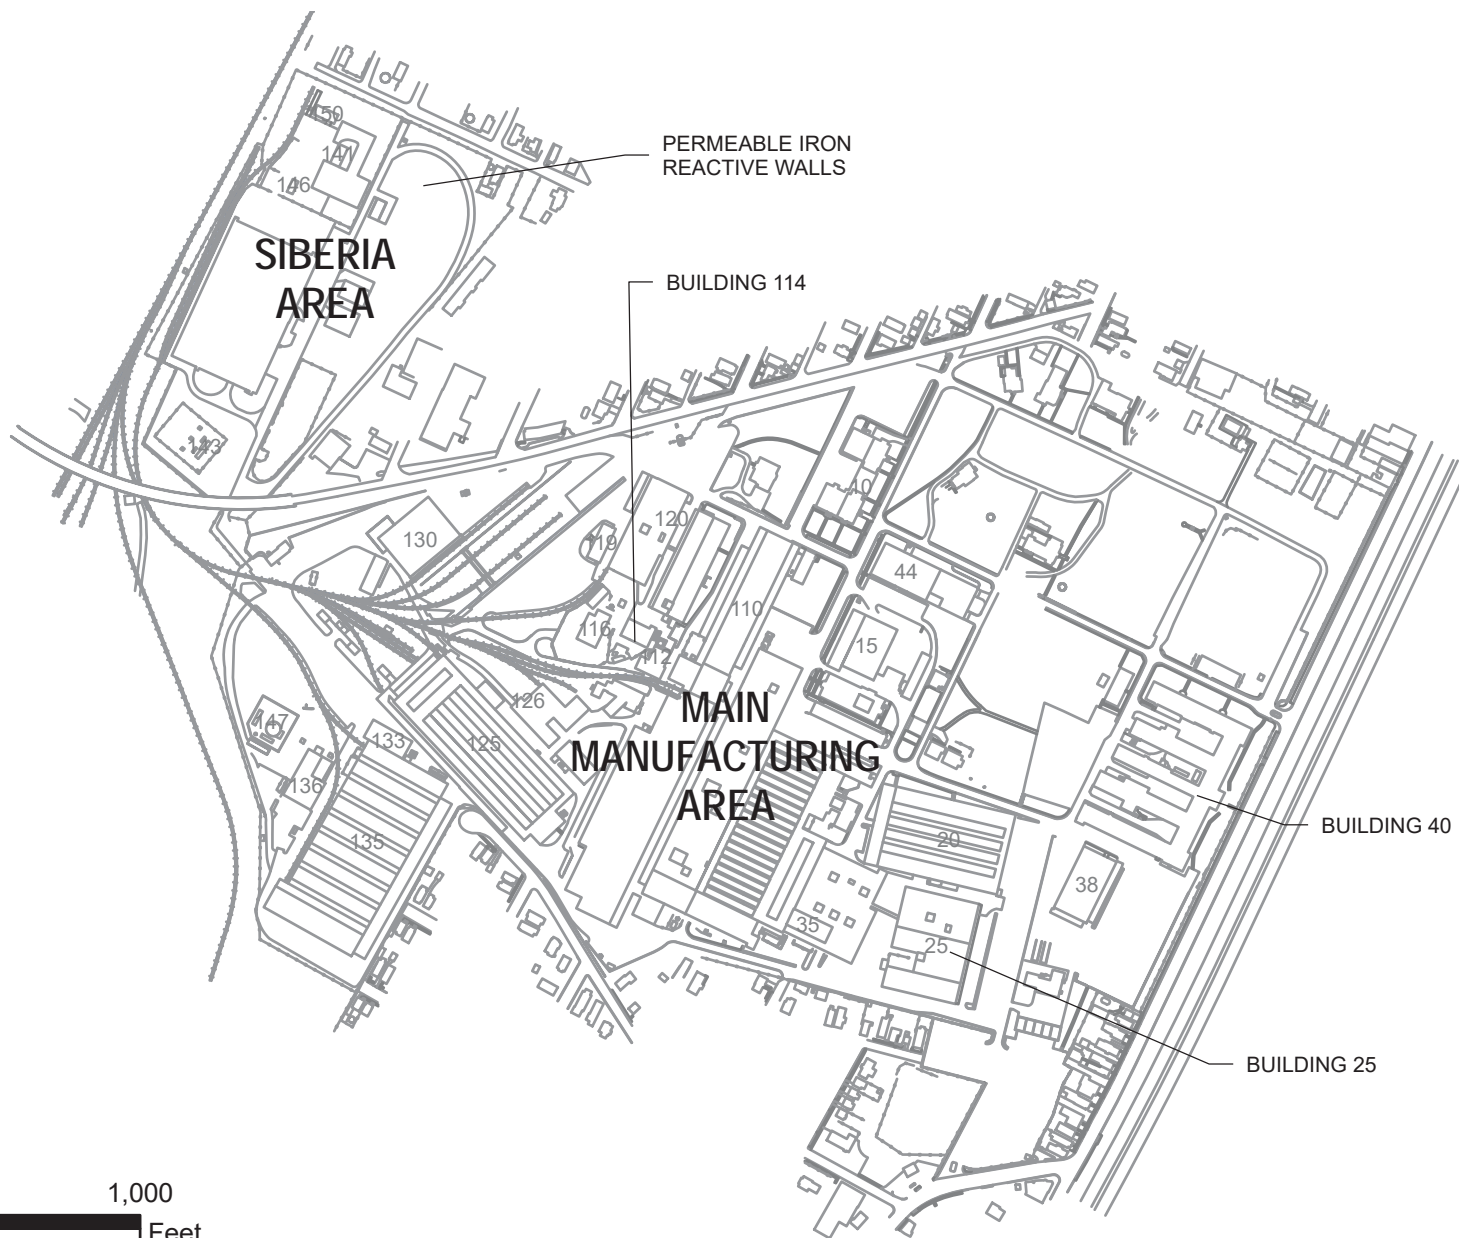 150
PERMEABLE IRON
REACTIVE WALLS
141
146
SIBERIA
AREA
BUILDING 114
143
10
120
119
130
44
110
116
15
112
126
MAIN
MANUFACTURING
AREA
147
133
125
136
135
20
BUILDING 40
38
35
25
BUILDING 25
1,000
Feet